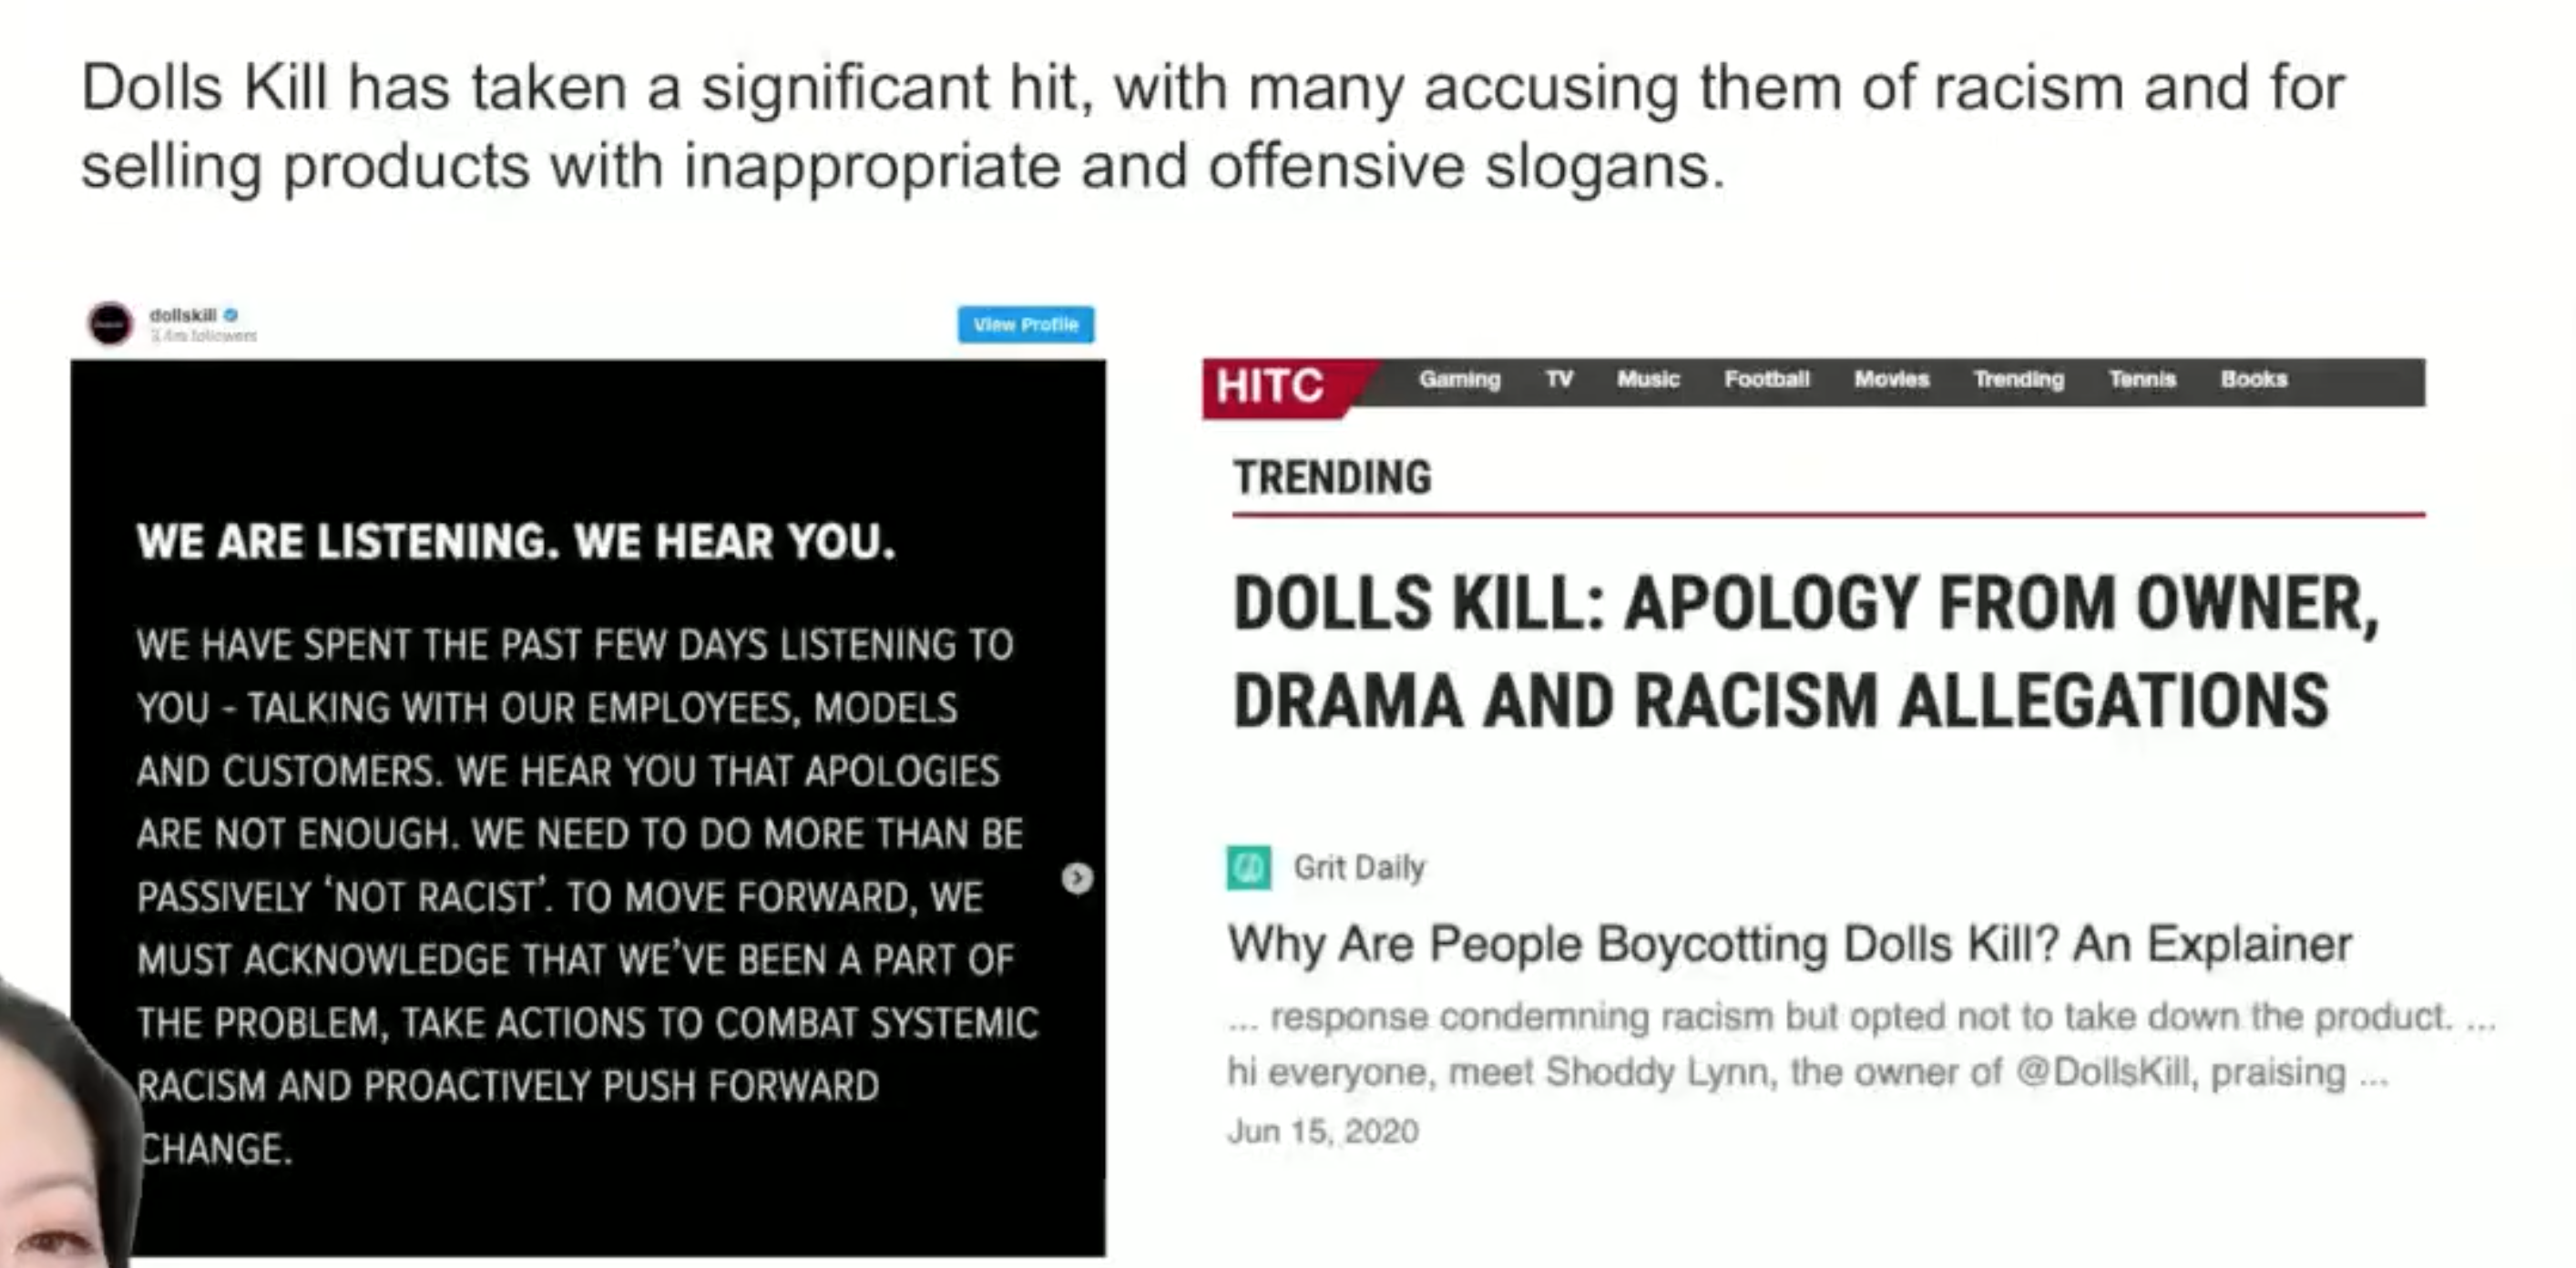 Dolls Kill has taken a significant hit, with many accusing them of racism and for
selling products with inappropriate and offensive slogans.
dollskill
3.4m followers
View Profile
WE ARE LISTENING. WE HEAR YOU.
WE HAVE SPENT THE PAST FEW DAYS LISTENING TO
YOU - TALKING WITH OUR EMPLOYEES, MODELS
AND CUSTOMERS. WE HEAR YOU THAT APOLOGIES
ARE NOT ENOUGH. WE NEED TO DO MORE THAN BE
PASSIVELY ‘NOT RACIST’. TO MOVE FORWARD, WE
MUST ACKNOWLEDGE THAT WE’VE BEEN A PART OF
THE PROBLEM, TAKE ACTIONS TO COMBAT SYSTEMIC
RACISM AND PROACTIVELY PUSH FORWARD
CHANGE.
HITC Gaming TV Music Football Movies Trending Tennis Books
TRENDING
DOLLS KILL: APOLOGY FROM OWNER,
DRAMA AND RACISM ALLEGATIONS
Grit Daily
Why Are People Boycotting Dolls Kill? An Explainer
... response condemning racism but opted not to take down the product. ...
hi everyone, meet Shoddy Lynn, the owner of @DollsKill, praising ...
Jun 15, 2020